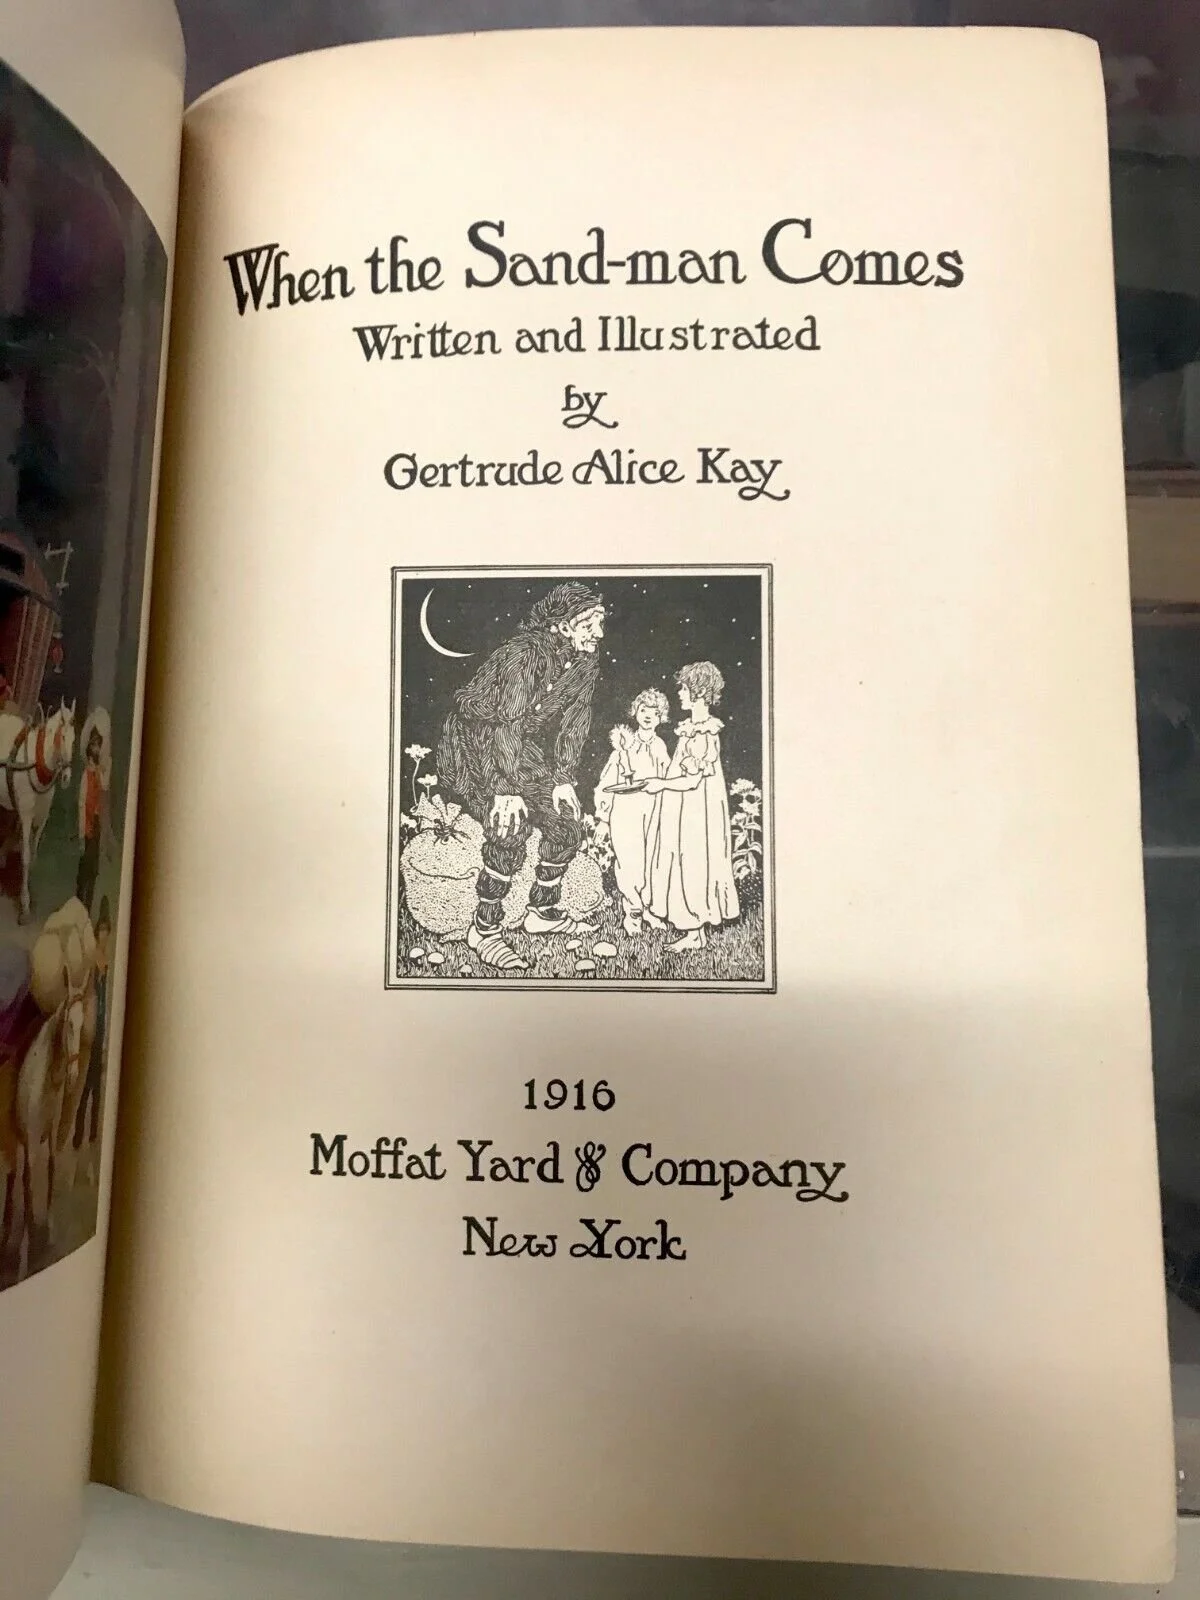 When the Sand-man Comes
Written and Illustrated
by
Gertrude Alice Kay
1916
Moffat Yard & Company
New York